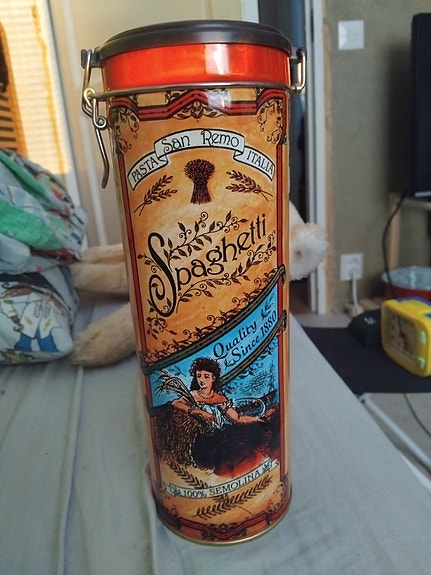 PASTA San Remo ITALIA
Spaghetti
Quality
Since 1880
100% SEMOLINA